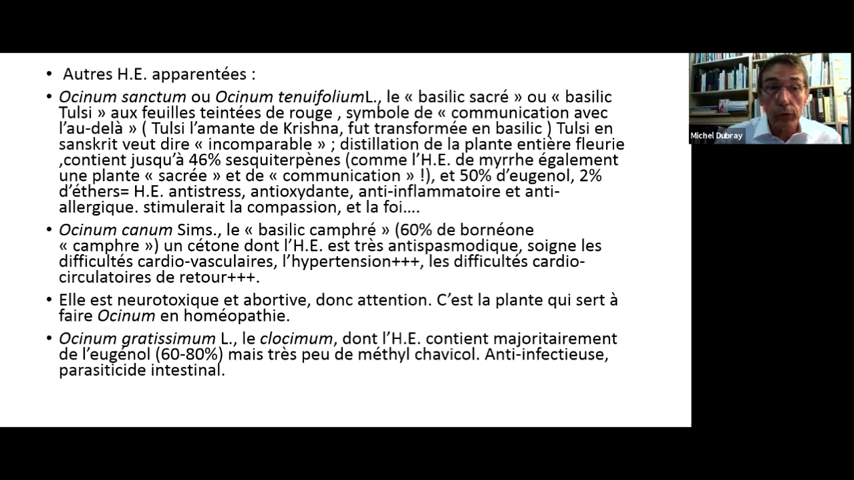 • Autres H.E. apparentées :
• Ocinum sanctum ou Ocinum tenuifoliumL., le « basilic sacré » ou « basilic
Tulsi » aux feuilles teintées de rouge , symbole de « communication avec
l'au-delà » ( Tulsi l'amante de Krishna, fut transformée en basilic ) Tulsi en
sanskrit veut dire « incomparable » ; distillation de la plante entière fleurie
,contient jusqu'à 46% sesquiterpènes (comme l'H.E. de myrrhe également
une plante « sacrée » et de « communication » !), et 50% d'eugenol, 2%
d'éthers= H.E. antistress, antioxydante, anti-inflammatoire et anti-
allergique. stimulerait la compassion, et la foi....
• Ocinum canum Sims., le « basilic camphré » (60% de bornéone
« camphre ») un cétone dont l'H.E. est très antispasmodique, soigne les
difficultés cardio-vasculaires, l'hypertension+++, les difficultés cardio-
circulatoires de retour+++.
• Elle est neurotoxique et abortive, donc attention. C'est la plante qui sert à
faire Ocinum en homéopathie.
• Ocinum gratissimum L., le clocimum, dont l'H.E. contient majoritairement
de l'eugénol (60-80%) mais très peu de méthyl chavicol. Anti-infectieuse,
parasiticide intestinal.
Michel Dubray